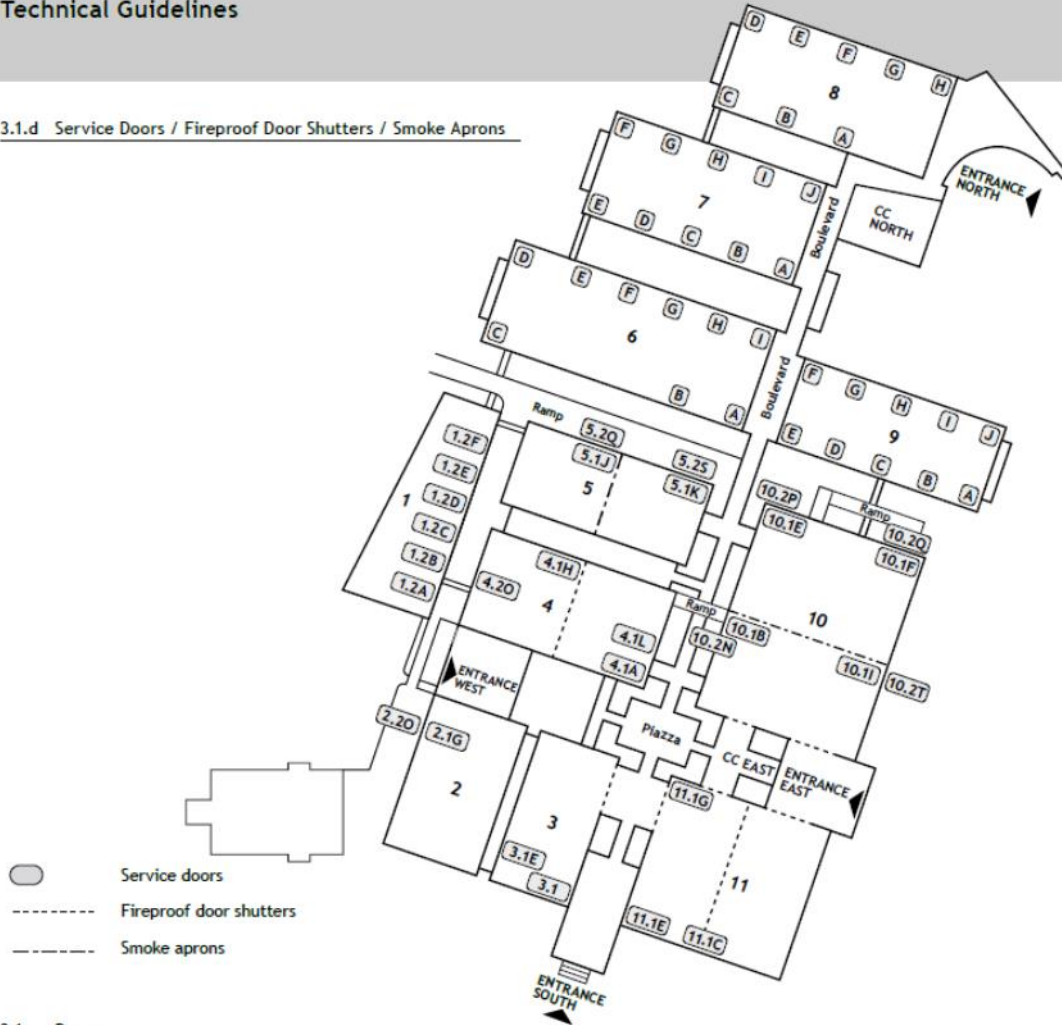 Technical Guidelines
3.1.d Service Doors / Fireproof Door Shutters / Smoke Aprons
D
E
F
G
H
8
C
B
A
ENTRANCE
NORTH
CC
NORTH
Boulevard
F
G
H
I
J
7
E
D
C
B
A
D
E
F
G
H
I
6
C
B
A
Boulevard
F
G
H
I
J
9
E
D
C
B
A
Ramp
1.2F
1.2E
1.2D
1.2C
1.2B
1.2A
1
5.2Q
5.1J
5.2S
5.1K
5
10.2P
10.1E
Ramp
10.2Q
10.1F
10
4.1H
4.2O
4
4.1L
4.1A
Ramp
10.1B
10.2N
10.1I
10.2T
ENTRANCE
WEST
Plazza
CC EAST
ENTRANCE
EAST
2.2O
2.1G
2
3
3.1E
3.1
11.1G
11
11.1E
11.1C
ENTRANCE
SOUTH
Service doors
Fireproof door shutters
Smoke aprons